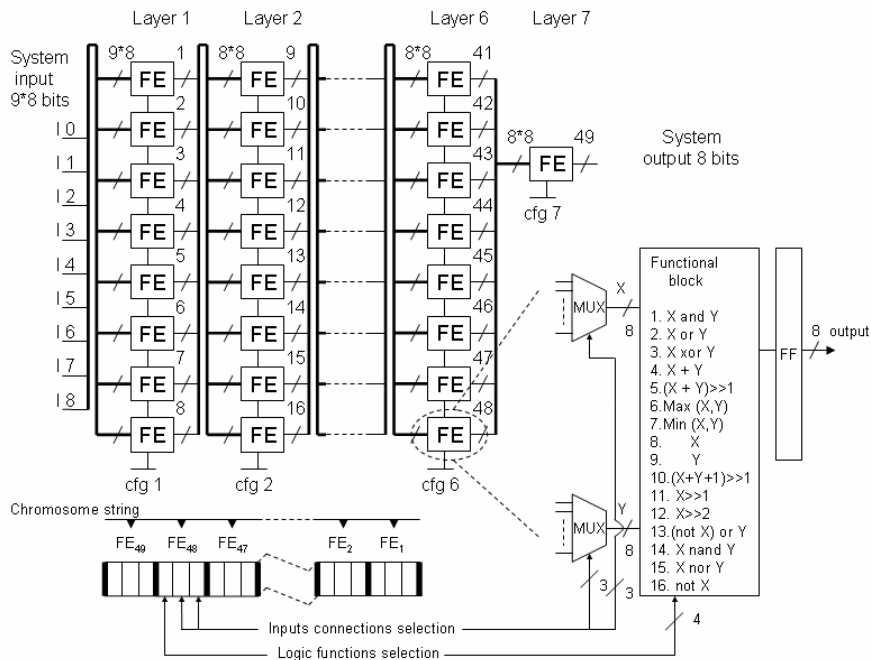 Layer 1 Layer 2 Layer 6 Layer 7
System input 9*8 bits
9*8 1 8*8 9 8*8 41
FE FE FE
2 10 42
I 0 FE FE FE
3 11 43 8*8 49 System output 8 bits
I 1 FE FE FE FE
I 2 4 12 44 cfg 7
I 3 FE FE FE
5 13 45
I 4 FE FE FE
I 5 6 14 46
I 6 FE FE FE
I 7 7 15 47
FE FE FE
I 8 8 16 48
FE FE FE
cfg 1 cfg 2 cfg 6
MUX X 8
MUX Y 8
3 3 4
Functional block
1. X and Y
2. X or Y
3. X xor Y
4. X + Y
5.(X + Y)>>1
6.Max (X,Y)
7.Min (X,Y)
8. X
9. Y
10.(X+Y+1)>>1
11. X>>1
12. X>>2
13.(not X) or Y
14. X nand Y
15. X nor Y
16. not X
FF 8 output
Chromosome string
FE49 FE48 FE47 FE2 FE1
Inputs connections selection
Logic functions selection